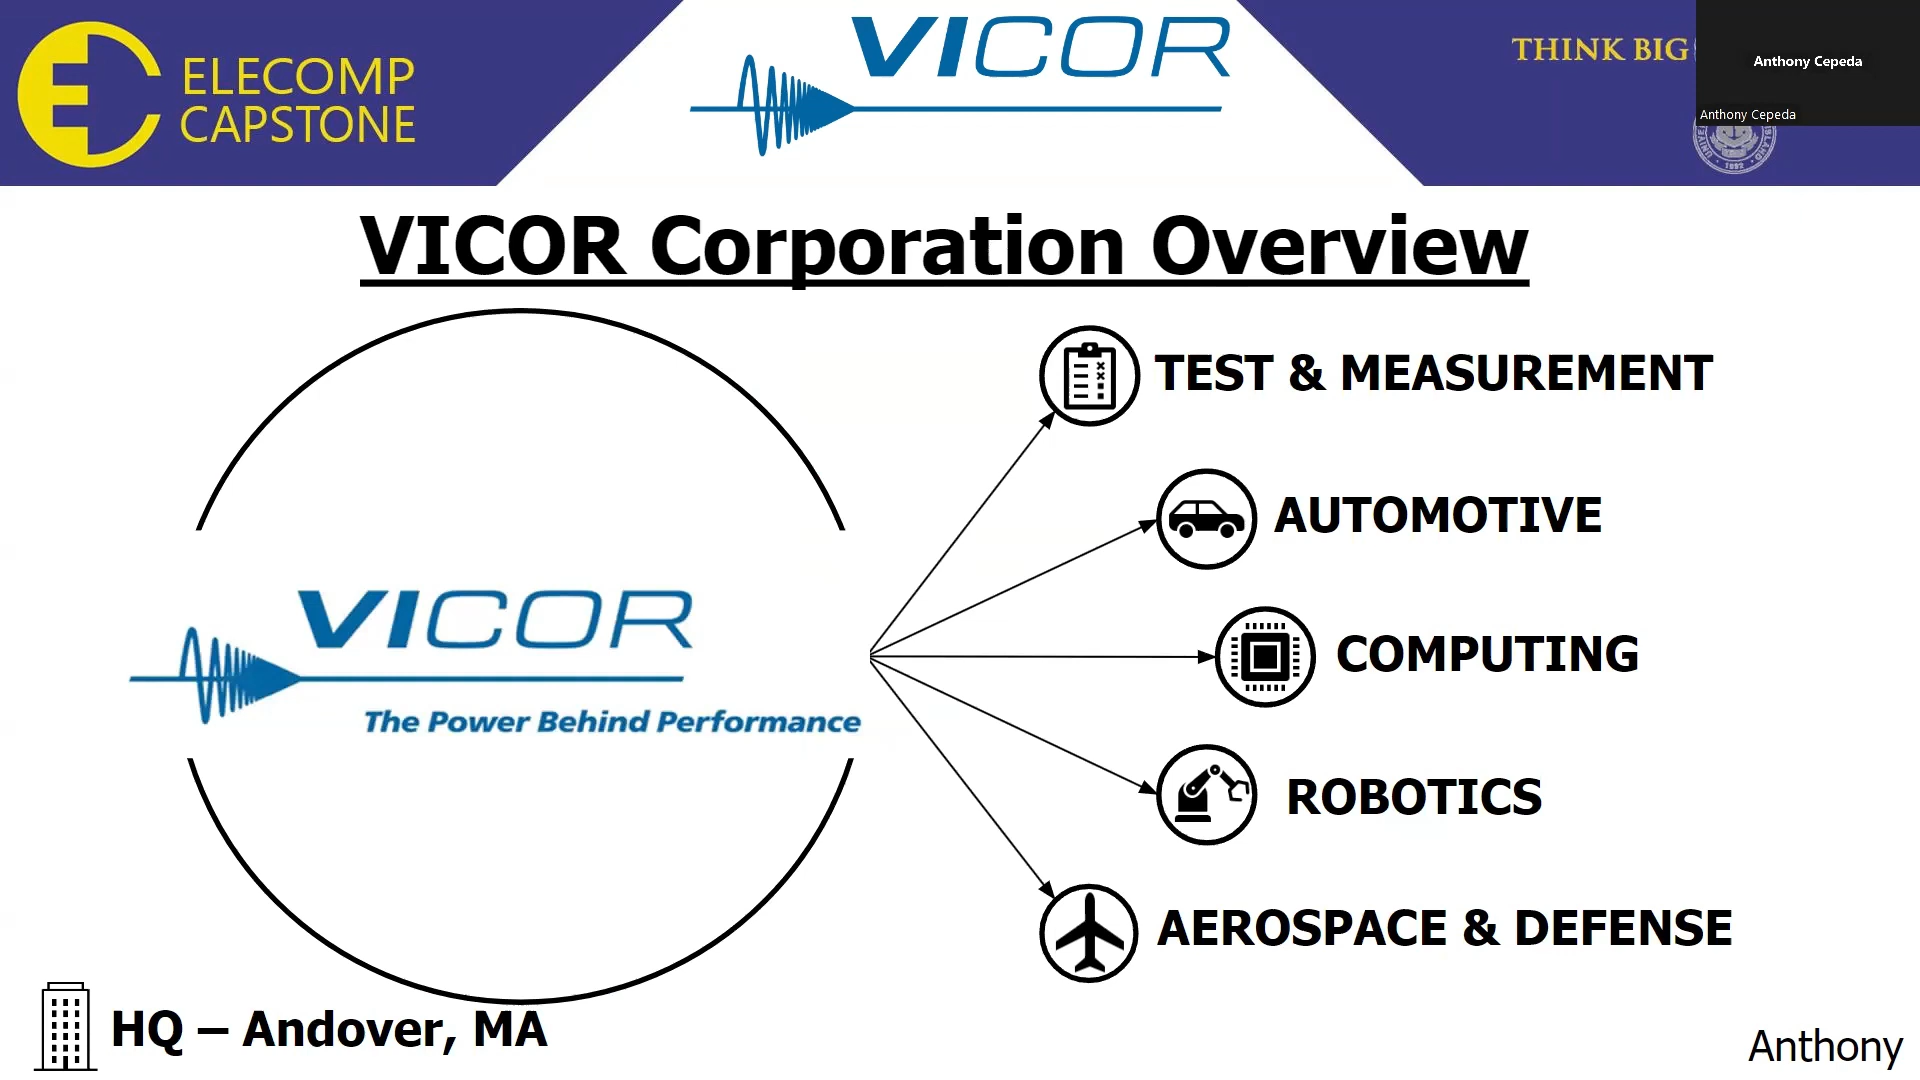 ELECOMP
CAPSTONE
VICOR
THINK BIG
Anthony Cepeda
Anthony Cepeda
1892
VICOR Corporation Overview
TEST & MEASUREMENT
AUTOMOTIVE
VICOR
COMPUTING
The Power Behind Performance
ROBOTICS
AEROSPACE & DEFENSE
HQ – Andover, MA
Anthony